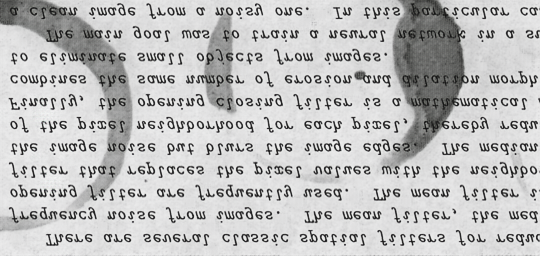 There are several classic spatial filters for reduc
frequency noise from images. The mean filter, the med
opening filter are frequently used. The mean filter i
filter that replaces the pixel values with the neighbo
the image noise but blurs the image edges. The median
of the pixel neighborhood for each pixel, thereby redu
Finally, the opening closing filter is a mathematical
combines the same number of erosion and dilation morph
to eliminate small objects from images.
The main goal was to train a neural network in a su
a clean image from a noisy one. In this particular ca